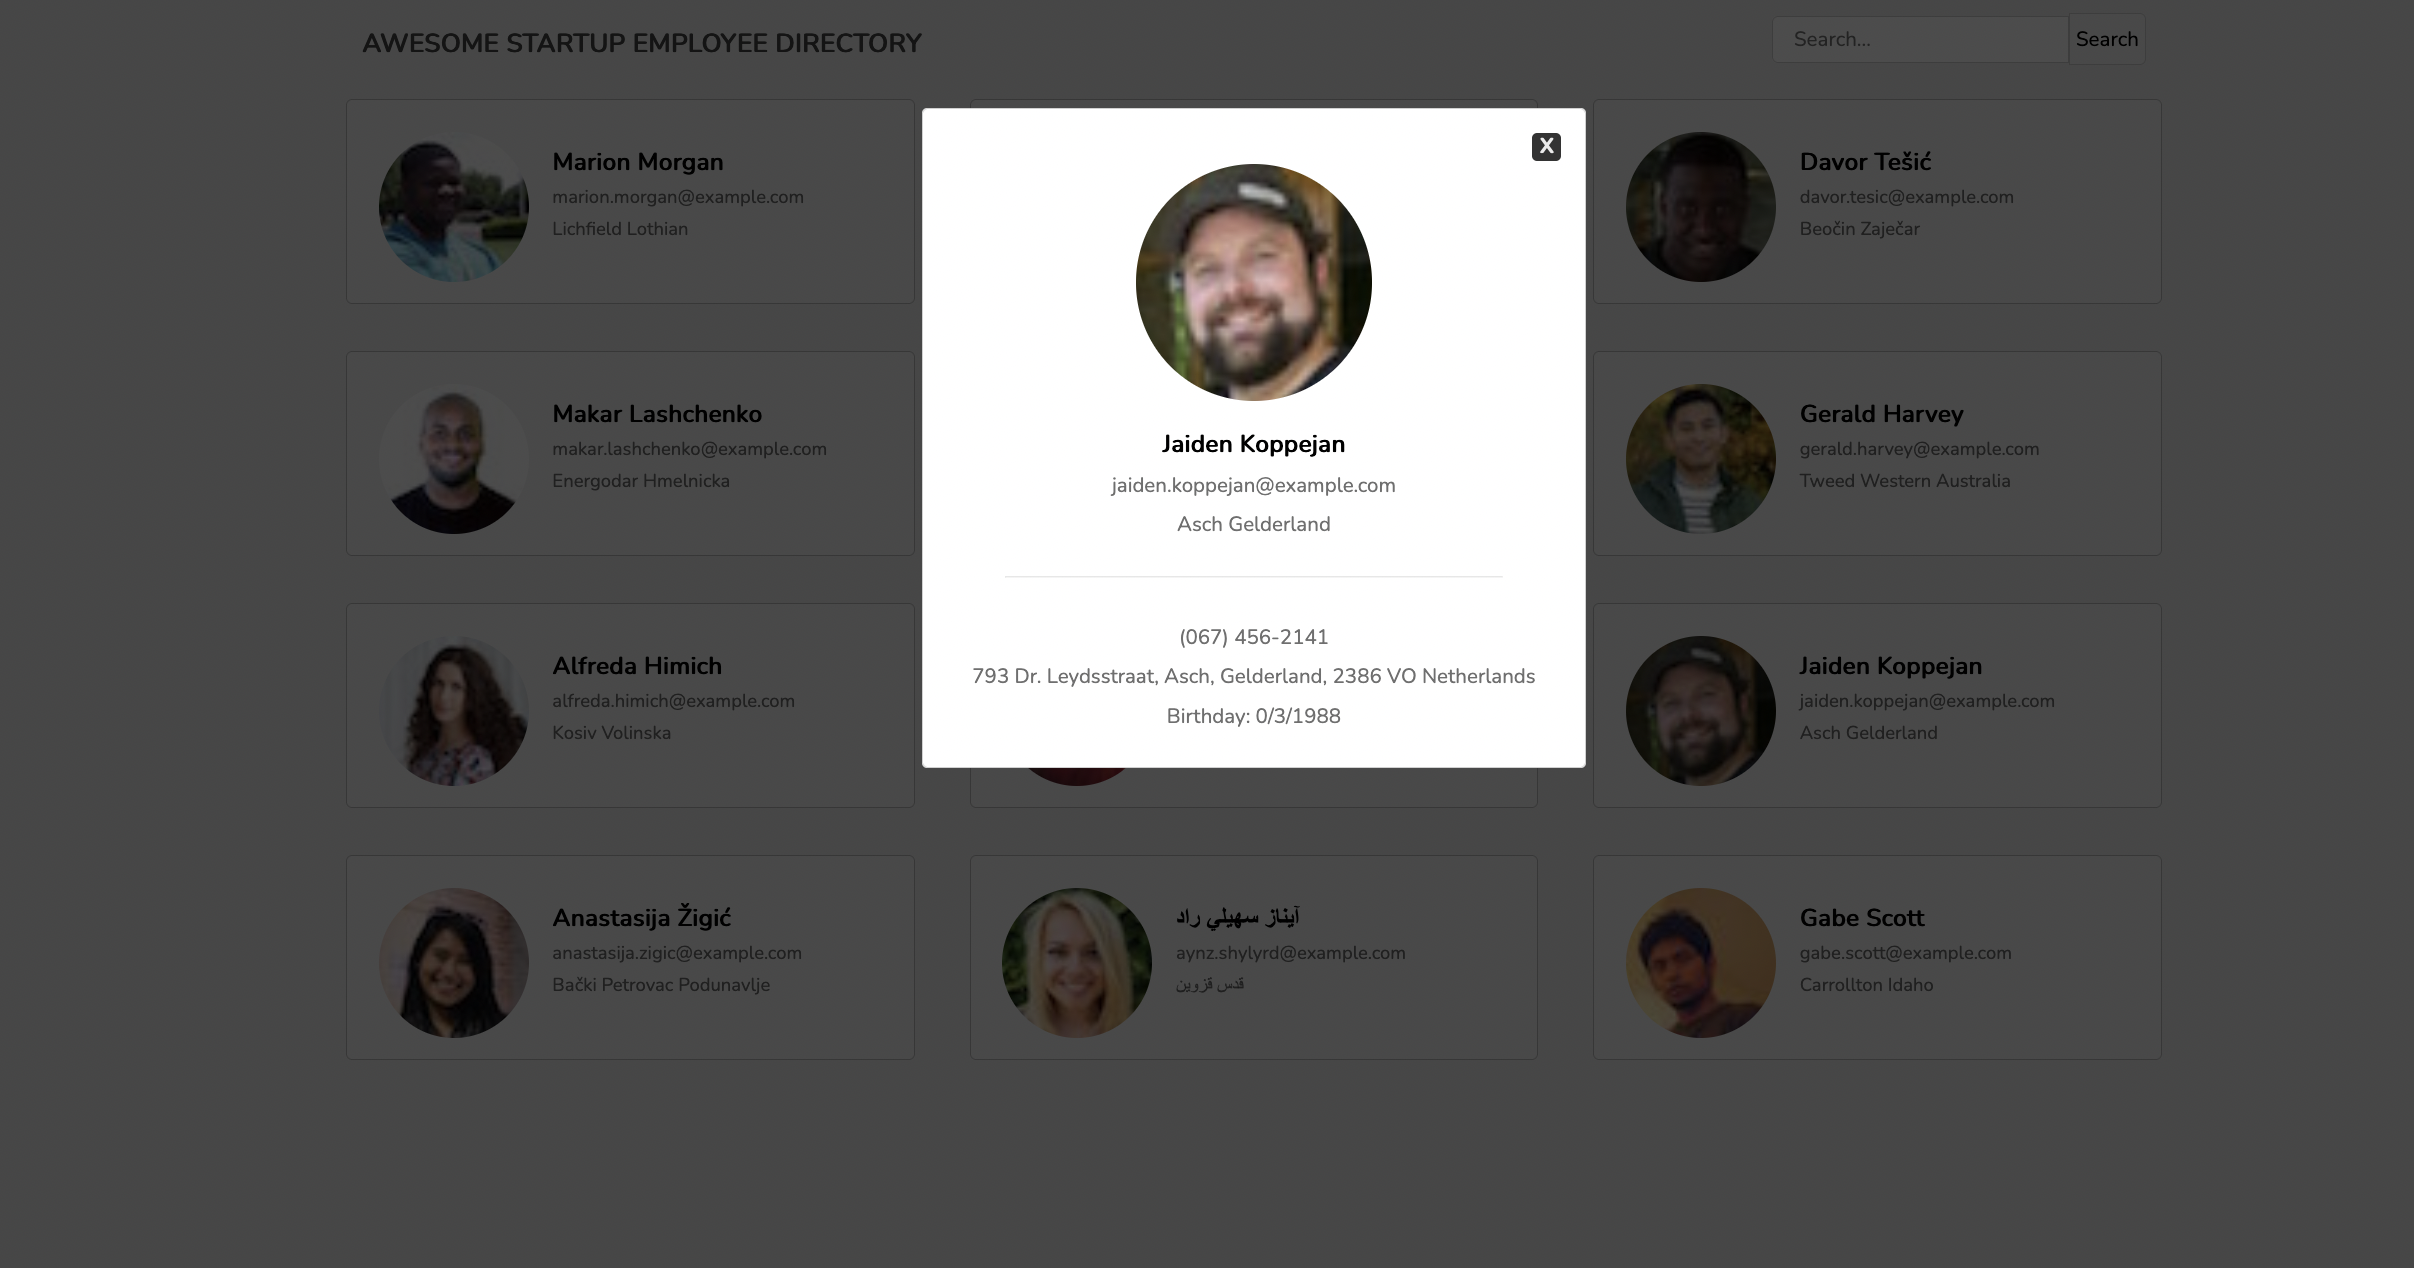 AWESOME STARTUP EMPLOYEE DIRECTORY
Search...
Search
Marion Morgan
marion.morgan@example.com
Lichfield Lothian
Davor Tešić
davor.tesic@example.com
Beočin Zaječar
Makar Lashchenko
makar.lashchenko@example.com
Energodar Hmelnicka
Gerald Harvey
gerald.harvey@example.com
Tweed Western Australia
Alfreda Himich
alfreda.himich@example.com
Kosiv Volinska
X
Jaiden Koppejan
jaiden.koppejan@example.com
Asch Gelderland
(067) 456-2141
793 Dr. Leydsstraat, Asch, Gelderland, 2386 VO Netherlands
Birthday: 0/3/1988
Jaiden Koppejan
jaiden.koppejan@example.com
Asch Gelderland
Anastasija Žigić
anastasija.zigic@example.com
Bački Petrovac Podunavlje
آيناز سهيلي راد
aynz.shylyrd@example.com
قدس قزوین
Gabe Scott
gabe.scott@example.com
Carrollton Idaho